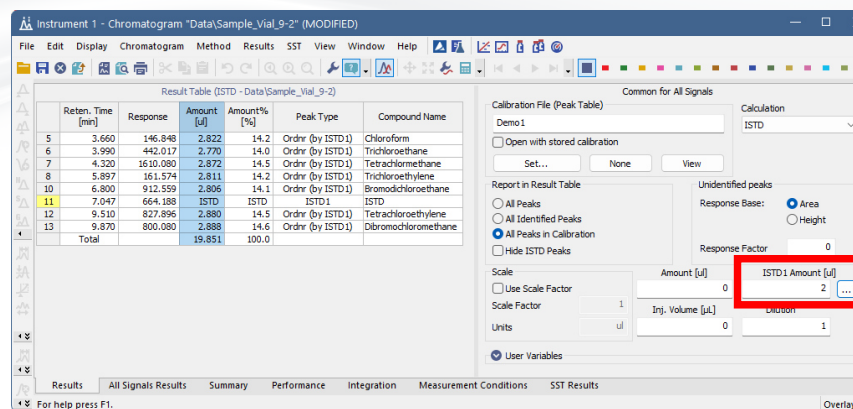 Instrument 1 - Chromatogram "Data\Sample_Vial_9-2" (MODIFIED)
File Edit Display Chromatogram Method Results SST View Window Help
Result Table (ISTD - Data\Sample_Vial_9-2)
Reten. Time [min] Response Amount [ul] Amount% [%] Peak Type Compound Name
5 3.660 146.848 2.822 14.2 Ordnr (by ISTD1) Chloroform
6 3.990 442.017 2.770 14.0 Ordnr (by ISTD1) Trichloroethane
7 4.320 1610.080 2.872 14.5 Ordnr (by ISTD1) Tetrachlormethane
8 5.897 161.574 2.811 14.2 Ordnr (by ISTD1) Trichloroethylene
10 6.800 912.559 2.806 14.1 Ordnr (by ISTD1) Bromodichloroethane
11 7.047 664.188 ISTD ISTD ISTD1 ISTD
12 9.510 827.896 2.880 14.5 Ordnr (by ISTD1) Tetrachloroethylene
13 9.870 800.080 2.888 14.6 Ordnr (by ISTD1) Dibromochloromethane
Total 19.851 100.0
Common for All Signals
Calibration File (Peak Table)
Calculation
Demo1
ISTD
Open with stored calibration
Set... None View
Report in Result Table
Unidentified peaks
All Peaks
Response Base: Area
All Identified Peaks
Height
All Peaks in Calibration
Hide ISTD Peaks
Response Factor 0
Scale
Amount [ul]
ISTD1 Amount [ul]
Use Scale Factor
0
2 ...
Scale Factor 1
Inj. Volume [µL]
Dilution
Units ul
0
1
User Variables
Results All Signals Results Summary Performance Integration Measurement Conditions SST Results
For help press F1.
Overlay